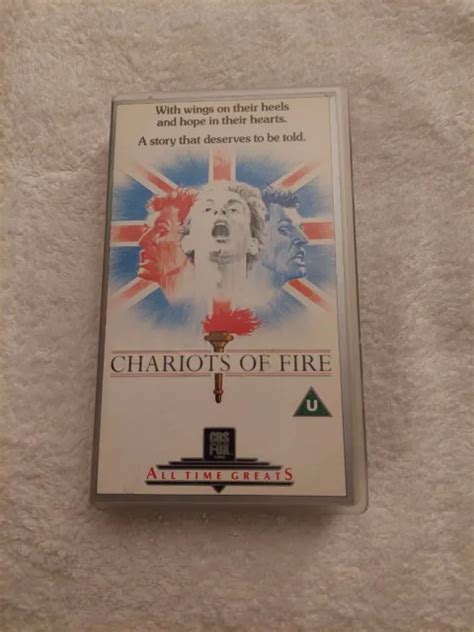 With wings on their heels
and hope in their hearts.
A story that deserves to be told.
CHARIOTS OF FIRE
U
CBS
FOX
ALL TIME GREATS